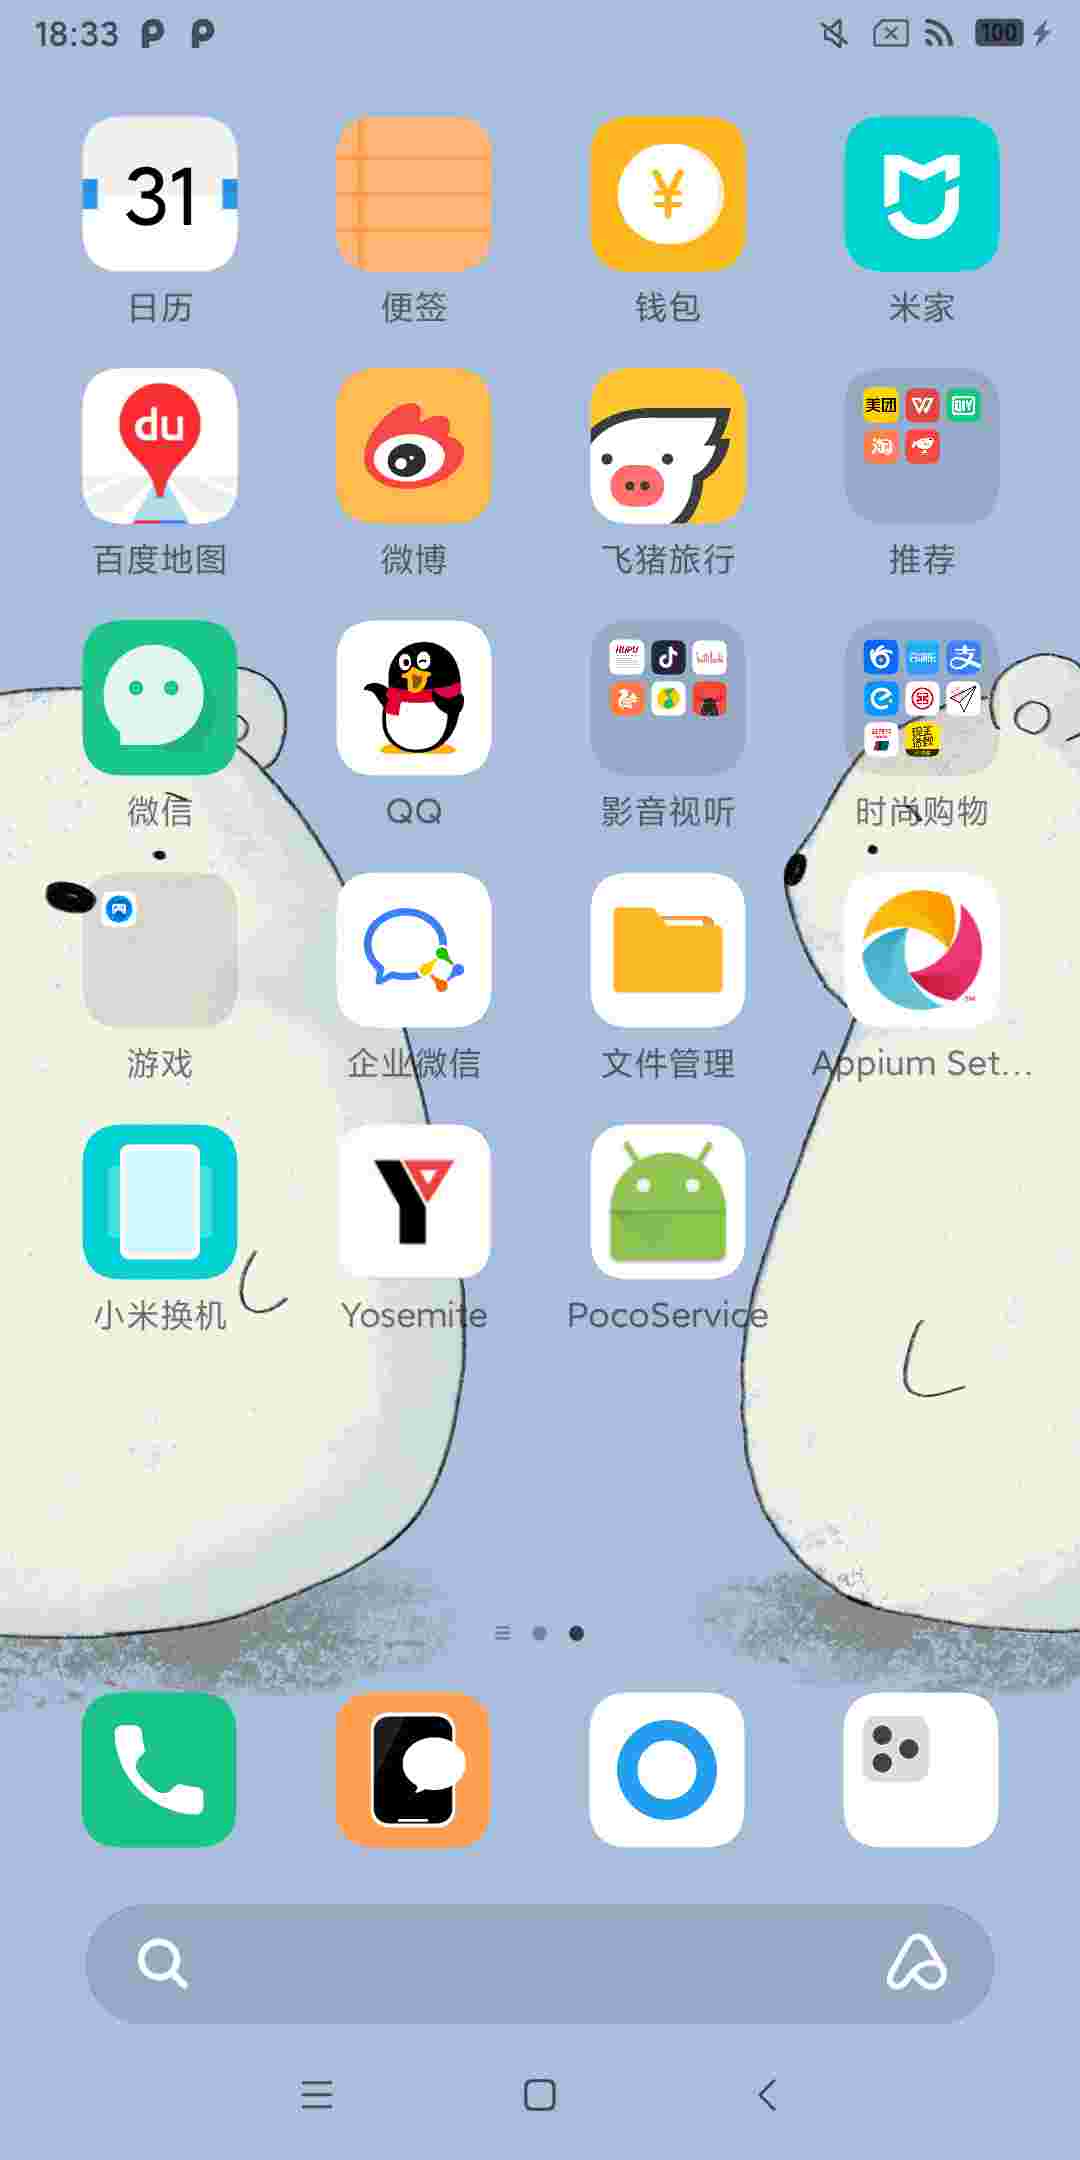 18:33
100
31
日历
便签
¥
钱包
米家
du
百度地图
微博
飞猪旅行
美团
淘
推荐
微信
QQ
HUPU
影音视听
支
时尚购物
游戏
企业微信
文件管理
TM
Appium Set...
小米换机
Yosemite
PocoService